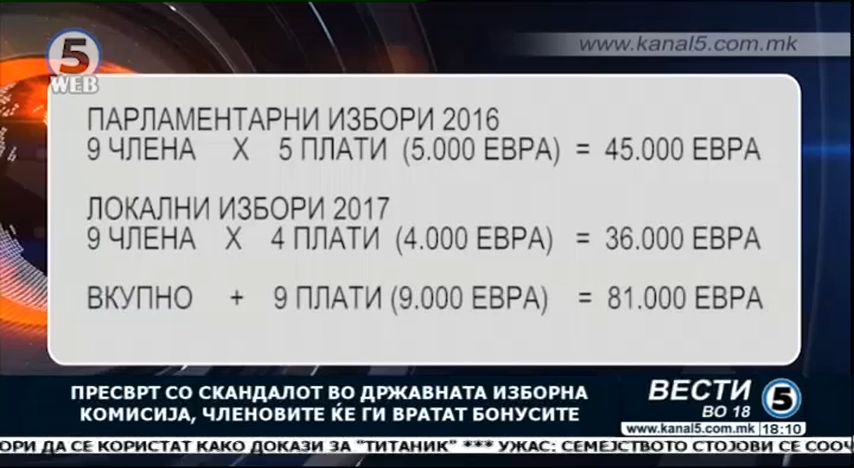 5
WEB
www.kanal5.com.mk
ПАРЛАМЕНТАРНИ ИЗБОРИ 2016
9 ЧЛЕНА X 5 ПЛАТИ (5.000 ЕВРА) = 45.000 ЕВРА
ЛОКАЛНИ ИЗБОРИ 2017
9 ЧЛЕНА X 4 ПЛАТИ (4.000 ЕВРА) = 36.000 ЕВРА
ВКУПНО + 9 ПЛАТИ (9.000 ЕВРА) = 81.000 ЕВРА
ПРЕСВРТ СО СКАНДАЛОТ ВО ДРЖАВНАТА ИЗБОРНА
КОМИСИЈА, ЧЛЕНОВИТЕ ЌЕ ГИ ВРАТАТ БОНУСИТЕ
ВЕСТИ 5
ВО 18
www.kanal5.com.mk 18:10
ОРИ ДА СЕ КОРИСТАТ КАКО ДОКАЗИ ЗА "ТИТАНИК" *** УЖАС: СЕМЕЈСТВОТО СТОЈОВИ СЕ СООЧ